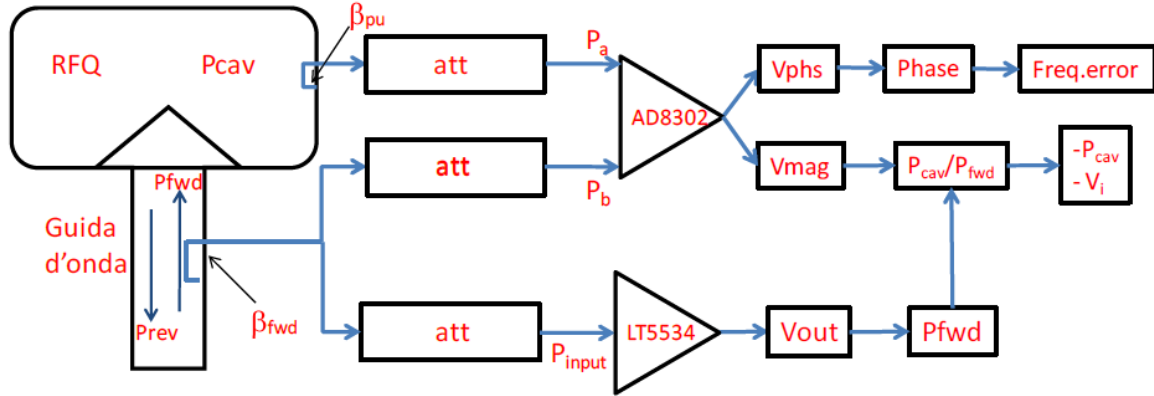 RFQ
Pcav
β_pu
att
P_a
AD8302
Vphs
Phase
Freq.error
att
P_b
Vmag
P_cav/P_fwd
-P_cav
- V_i
Pfwd
Guida
d'onda
Prev
β_fwd
att
P_input
LT5534
Vout
Pfwd